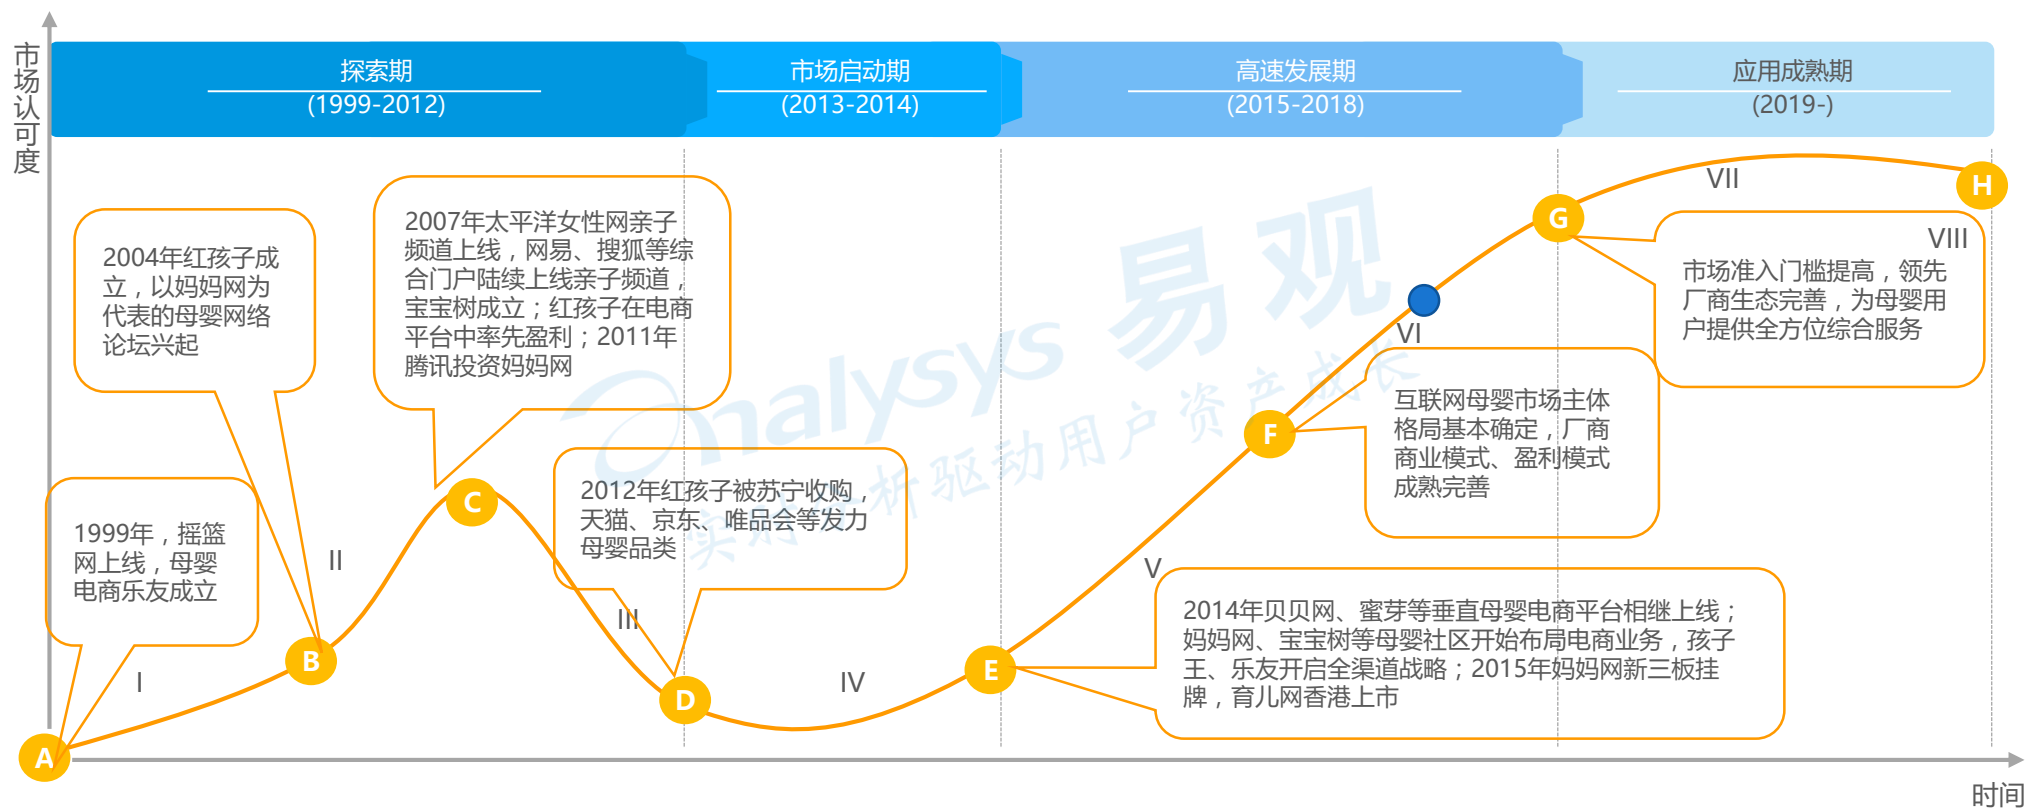 市场认可度
探索期
(1999-2012)
市场启动期
(2013-2014)
高速发展期
(2015-2018)
应用成熟期
(2019-)
1999年，摇篮
网上线，母婴
电商乐友成立
2004年红孩子成
立，以妈妈网为
代表的母婴网络
论坛兴起
2007年太平洋女性网亲子
频道上线，网易、搜狐等综
合门户陆续上线亲子频道，
宝宝树成立；红孩子在电商
平台中率先盈利；2011年
腾讯投资妈妈网
2012年红孩子被苏宁收购，
天猫、京东、唯品会等发力
母婴品类
2014年贝贝网、蜜芽等垂直母婴电商平台相继上线；
妈妈网、宝宝树等母婴社区开始布局电商业务，孩子
王、乐友开启全渠道战略；2015年妈妈网新三板挂
牌，育儿网香港上市
互联网母婴市场主体
格局基本确定，厂商
商业模式、盈利模式
成熟完善
市场准入门槛提高，领先
厂商生态完善，为母婴用
户提供全方位综合服务
A
I
B
II
C
III
D
IV
E
V
F
VI
G
VII
H
VIII
时间
analysys 易观
实时分析驱动用户资产成长